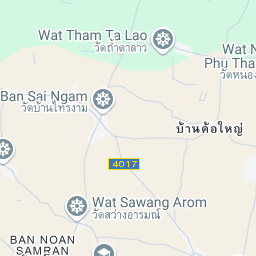 Wat Tham Ta Lao
วัดถ้ำตาลาว
Wat N
Phu Tha
วัดหนอง
Ban Sai Ngam
วัดบ้านไทรงาม
บ้านค้อใหญ่
4017
Wat Sawang Arom
วัดสว่างอารมณ์
BAN NOAN
SAMRAN